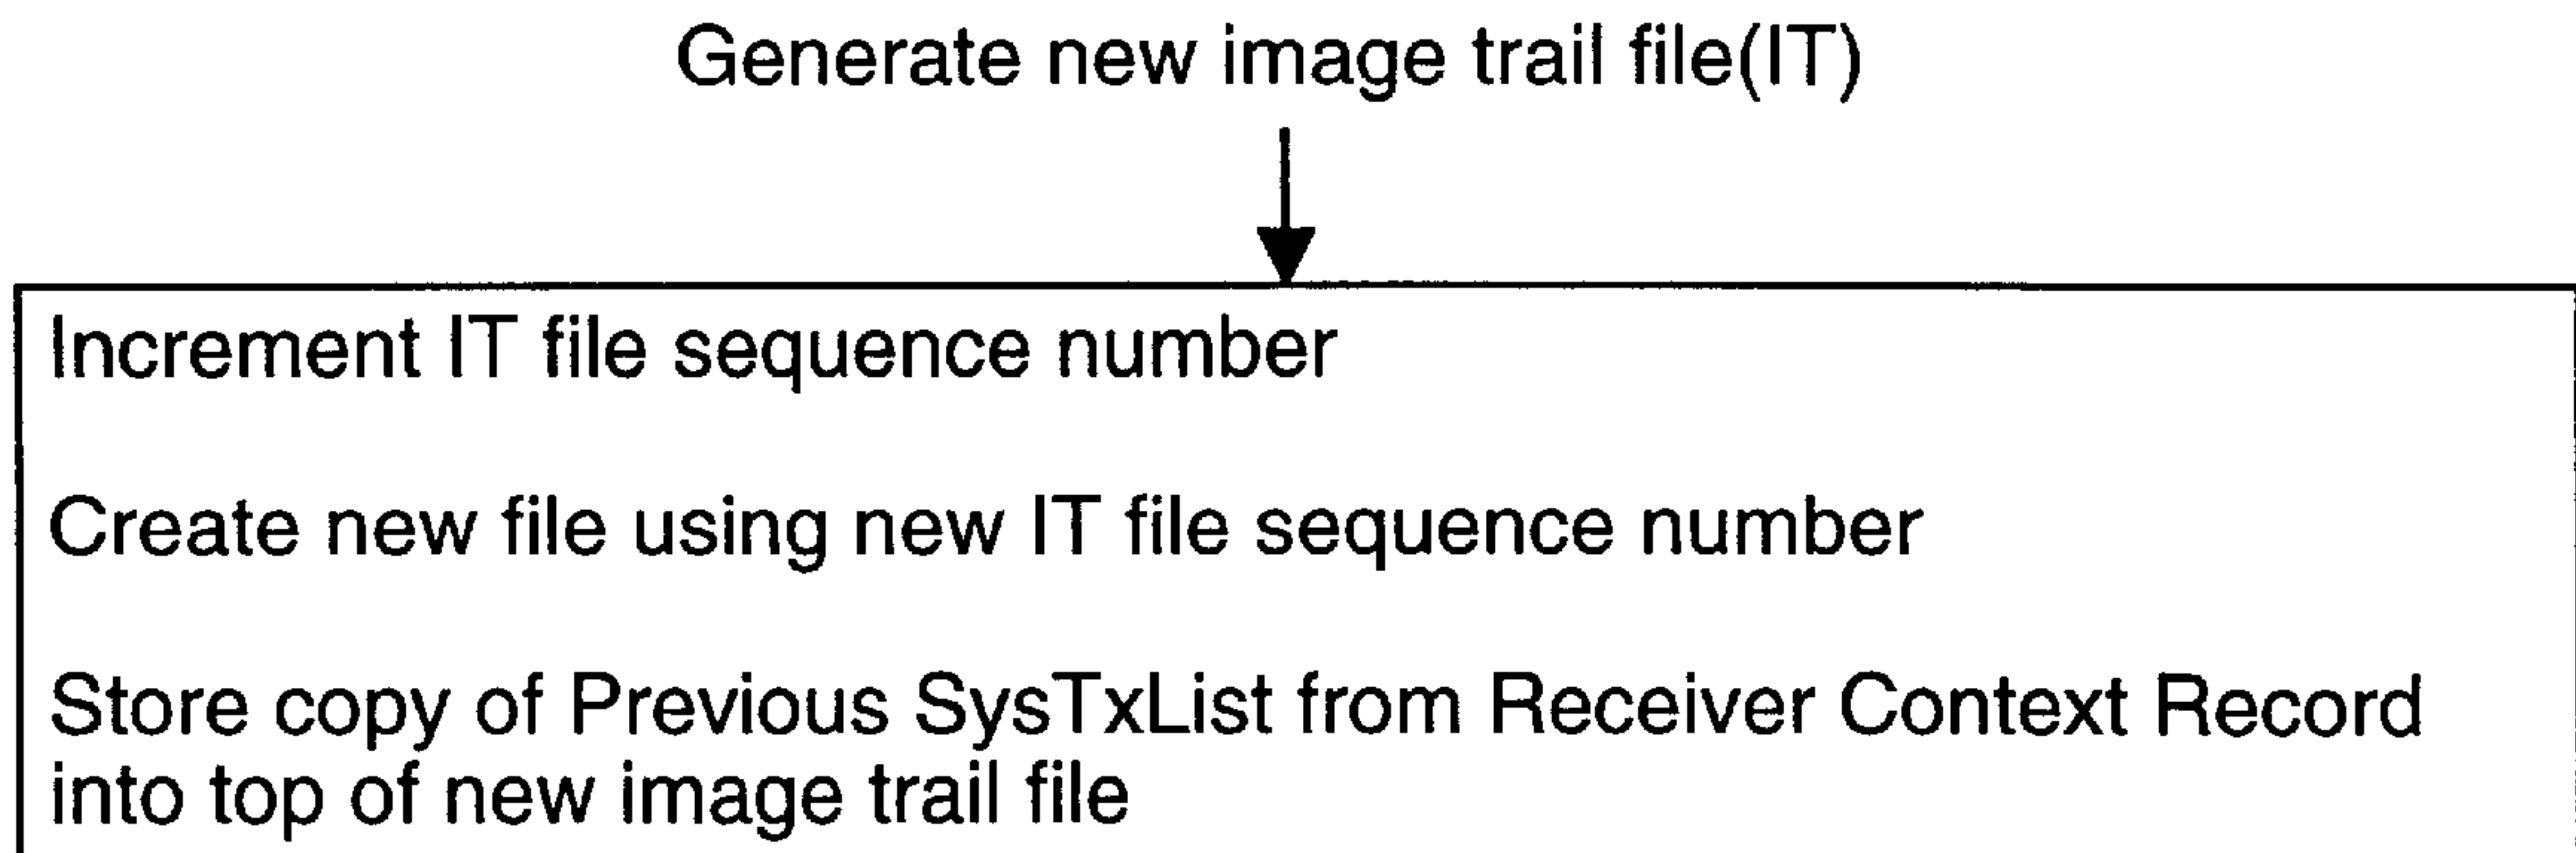 Generate new image trail file(IT)
Increment IT file sequence number
Create new file using new IT file sequence number
Store copy of Previous SysTxList from Receiver Context Record
into top of new image trail file